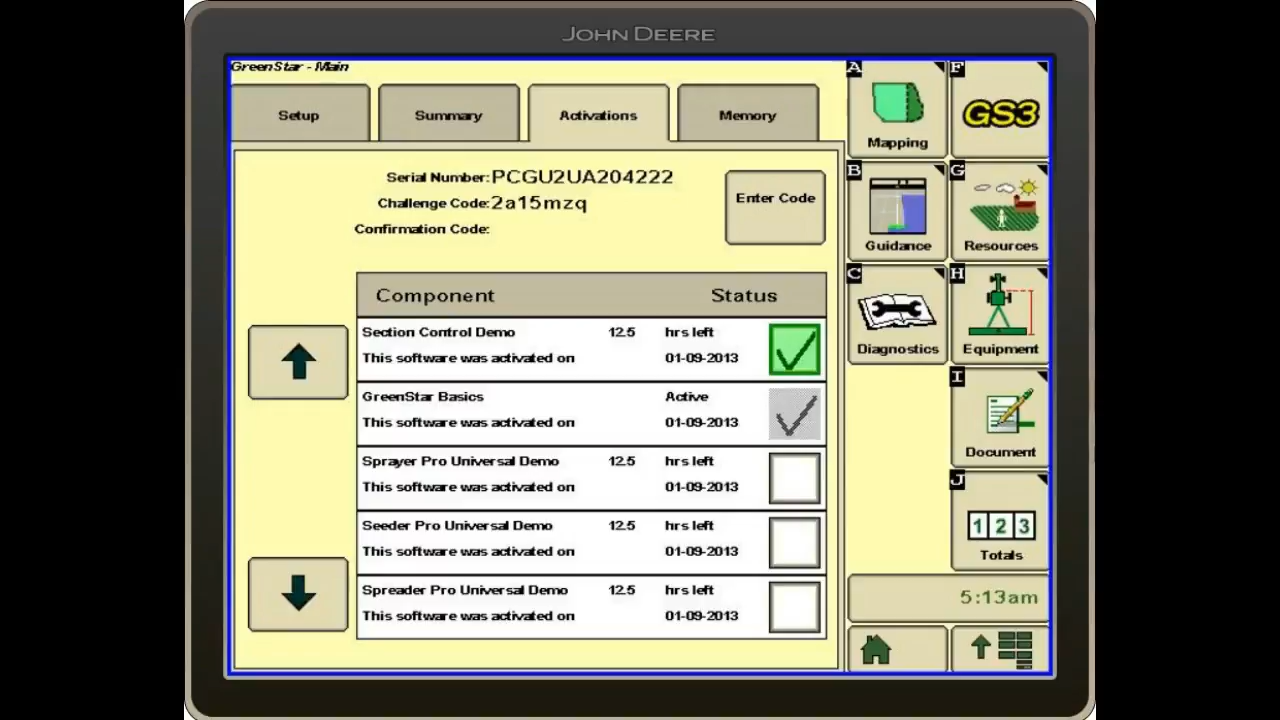 JOHN DEERE
GreenStar - Main
Setup
Summary
Activations
Memory
Serial Number: PCGU2UA204222
Challenge Code: 2a15mzq
Confirmation Code:
Enter Code
Component Status
Section Control Demo 12.5 hrs left
This software was activated on 01-09-2013
GreenStar Basics Active
This software was activated on 01-09-2013
Sprayer Pro Universal Demo 12.5 hrs left
This software was activated on 01-09-2013
Seeder Pro Universal Demo 12.5 hrs left
This software was activated on 01-09-2013
Spreader Pro Universal Demo 12.5 hrs left
This software was activated on 01-09-2013
A
Mapping
F
GS3
B
Guidance
G
Resources
C
Diagnostics
H
Equipment
I
Document
J
1 2 3
Totals
5:13am